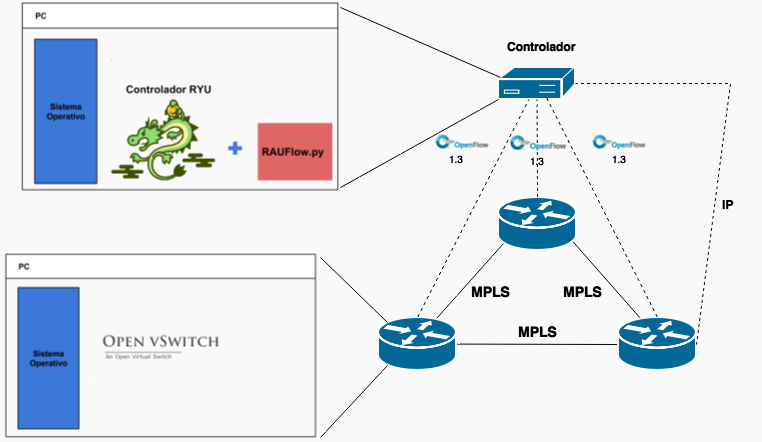 PC
Sistema
Operativo
Controlador RYU
+
RAUFlow.py
Controlador
OpenFlow
1.3
OpenFlow
1.3
OpenFlow
1.3
IP
MPLS
MPLS
MPLS
PC
Sistema
Operativo
OPEN VSWITCH
An Open Virtual Switch